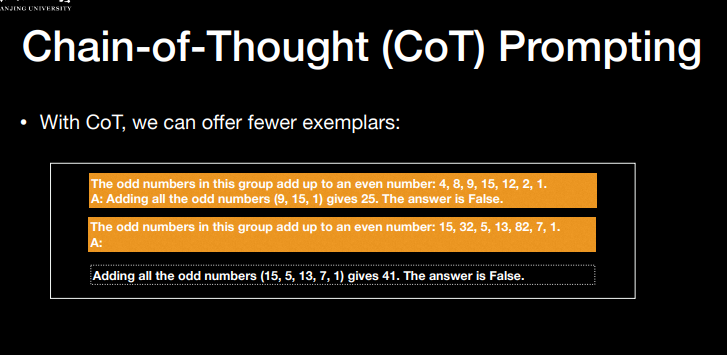 ANJING UNIVERSITY
Chain-of-Thought (CoT) Prompting
• With CoT, we can offer fewer exemplars:
The odd numbers in this group add up to an even number: 4, 8, 9, 15, 12, 2, 1.
A: Adding all the odd numbers (9, 15, 1) gives 25. The answer is False.
The odd numbers in this group add up to an even number: 15, 32, 5, 13, 82, 7, 1.
A:
Adding all the odd numbers (15, 5, 13, 7, 1) gives 41. The answer is False.